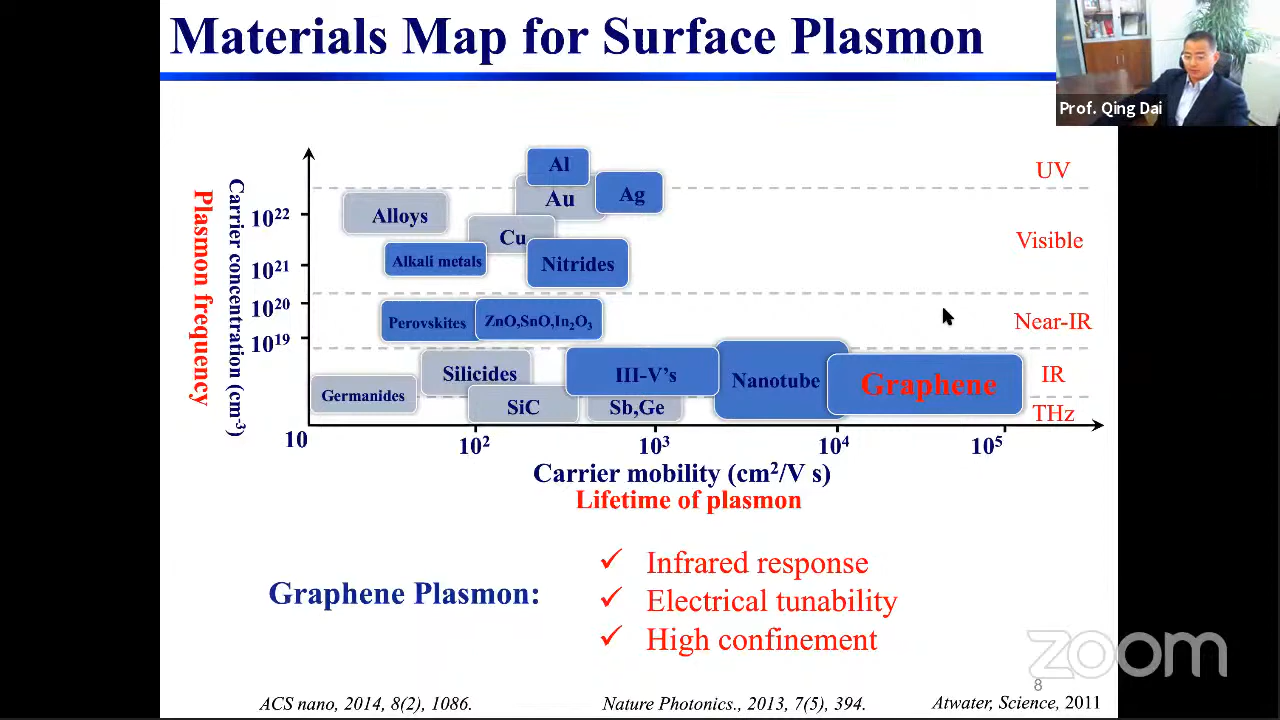 Materials Map for Surface Plasmon
Prof. Qing Dai
Plasmon frequency
Carrier concentration (cm⁻³)
10²²
10²¹
10²⁰
10¹⁹
10
Al
Au
Ag
Alloys
Cu
Alkali metals
Nitrides
Perovskites
ZnO,SnO,In₂O₃
Silicides
III-V's
Nanotube
Graphene
Germanides
SiC
Sb,Ge
UV
Visible
Near-IR
IR
THz
10²
10³
10⁴
10⁵
Carrier mobility (cm²/V s)
Lifetime of plasmon
Graphene Plasmon:
✓ Infrared response
✓ Electrical tunability
✓ High confinement
zoom
8
ACS nano, 2014, 8(2), 1086.
Nature Photonics., 2013, 7(5), 394.
Atwater, Science, 2011